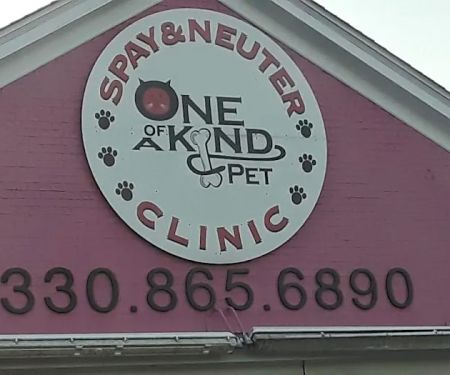 SPAY & NEUTER
ONE
OF
A KIND
PET
CLINIC
330.865.6890